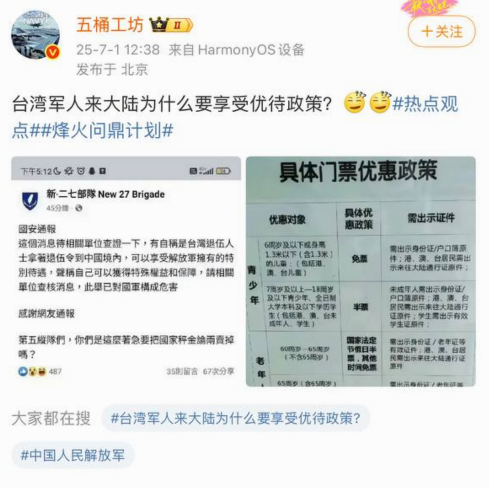 五桶工坊
II
25-7-1 12:38 来自 HarmonyOS 设备
发布于 北京
+关注
台湾军人来大陆为什么要享受优待政策？#热点观
点##烽火问鼎计划#
下午5:12
新·二七部隊 New 27 Brigade
45分鐘
國安通報
這個消息待相關單位查證一下，有自稱是台灣退伍人
士拿著退伍令到中國境內，可以享受解放軍擁有的特
別待遇，聲稱自己可以獲得特殊權益和保障，請相關
單位查核消息，此舉已對國軍構成危害
感謝網友通報
第五縱隊們，你們是這麼著急要把國家秤金論兩賣掉
嗎？
487
35則留言 67次分享
具体门票优惠政策
优惠对象
具体优
惠政策
需出示证件
青少年
6周岁及以下或身高
1.3米以下（含1.3米）
的儿童；（包括港、
澳、台儿童）
免票
需出示身份证/户口簿原
件；港、澳、台居民需出
示来往大陆通行证原件；
7周岁及以上—18周岁
及以下青少年、全日制
大学本科及以下学历学
生（包括港、澳、台未
成年人、学生）
半票
未成年人需出示身份证/
户口簿原件；港、澳、台
居民需出示来往大陆通行
证原件；学生需出示有效
学生证原件；
老年
60周岁—65周岁
（不含65周岁）
国家法定
节假日半
票，其他
时间免票
需出示身份证/老年证等
有效证件；港、澳、台居
民需出示来往大陆通行证
原件
65周岁（含65周岁）
大家都在搜
#台湾军人来大陆为什么要享受优待政策？
#中国人民解放军